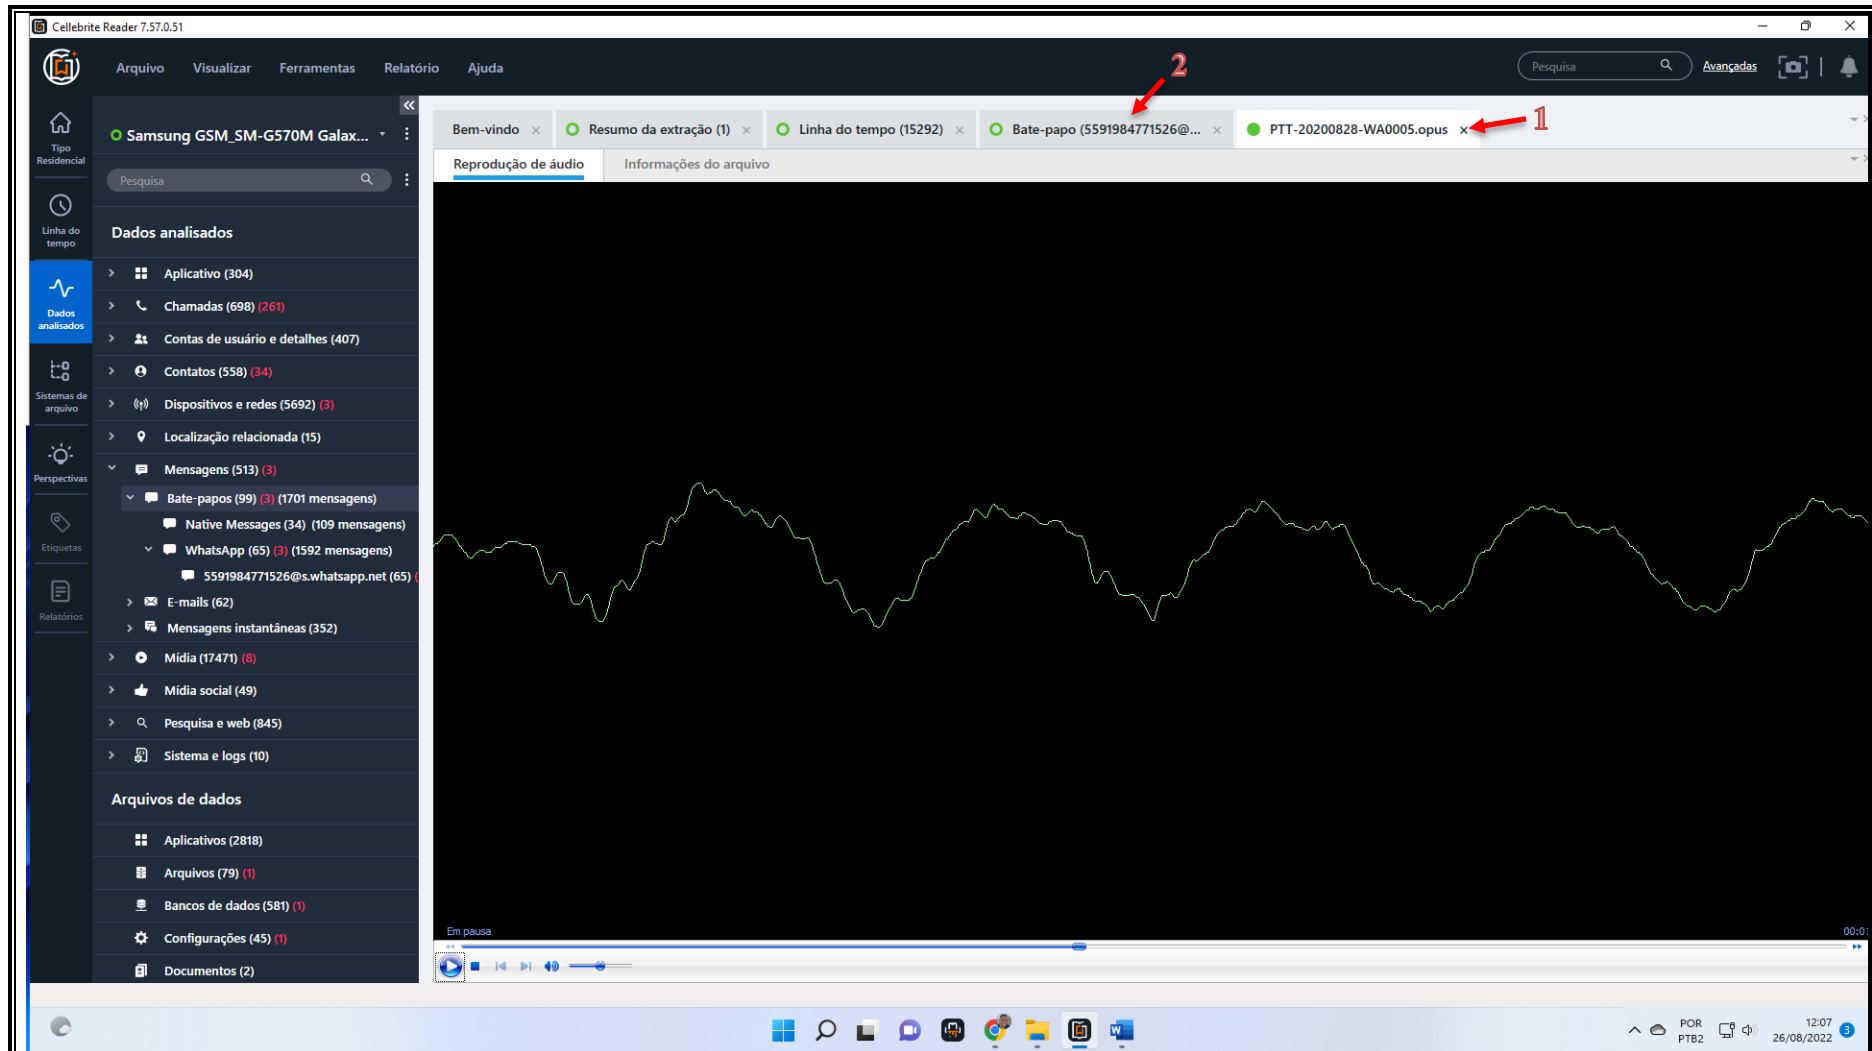 Cellebrite Reader 7.57.0.51
Arquivo Visualizar Ferramentas Relatório Ajuda
2
Pesquisa
Avançadas
Tipo
Residencial
Linha do
tempo
Dados
analisados
Sistemas de
arquivo
Perspectivas
Etiquetas
Relatórios
Samsung GSM_SM-G570M Galax...
Pesquisa
Dados analisados
Aplicativo (304)
Chamadas (698) (261)
Contas de usuário e detalhes (407)
Contatos (558) (34)
Dispositivos e redes (5692) (3)
Localização relacionada (15)
Mensagens (513) (3)
Bate-papos (99) (3) (1701 mensagens)
Native Messages (34) (109 mensagens)
WhatsApp (65) (3) (1592 mensagens)
5591984771526@s.whatsapp.net (65) (
E-mails (62)
Mensagens instantâneas (352)
Mídia (17471) (8)
Mídia social (49)
Pesquisa e web (845)
Sistema e logs (10)
Arquivos de dados
Aplicativos (2818)
Arquivos (79) (1)
Bancos de dados (581) (1)
Configurações (45) (1)
Documentos (2)
Bem-vindo
Resumo da extração (1)
Linha do tempo (15292)
Bate-papo (5591984771526@...
PTT-20200828-WA0005.opus
1
Reprodução de áudio
Informações do arquivo
Em pausa
POR
PTB2
12:07
26/08/2022
3